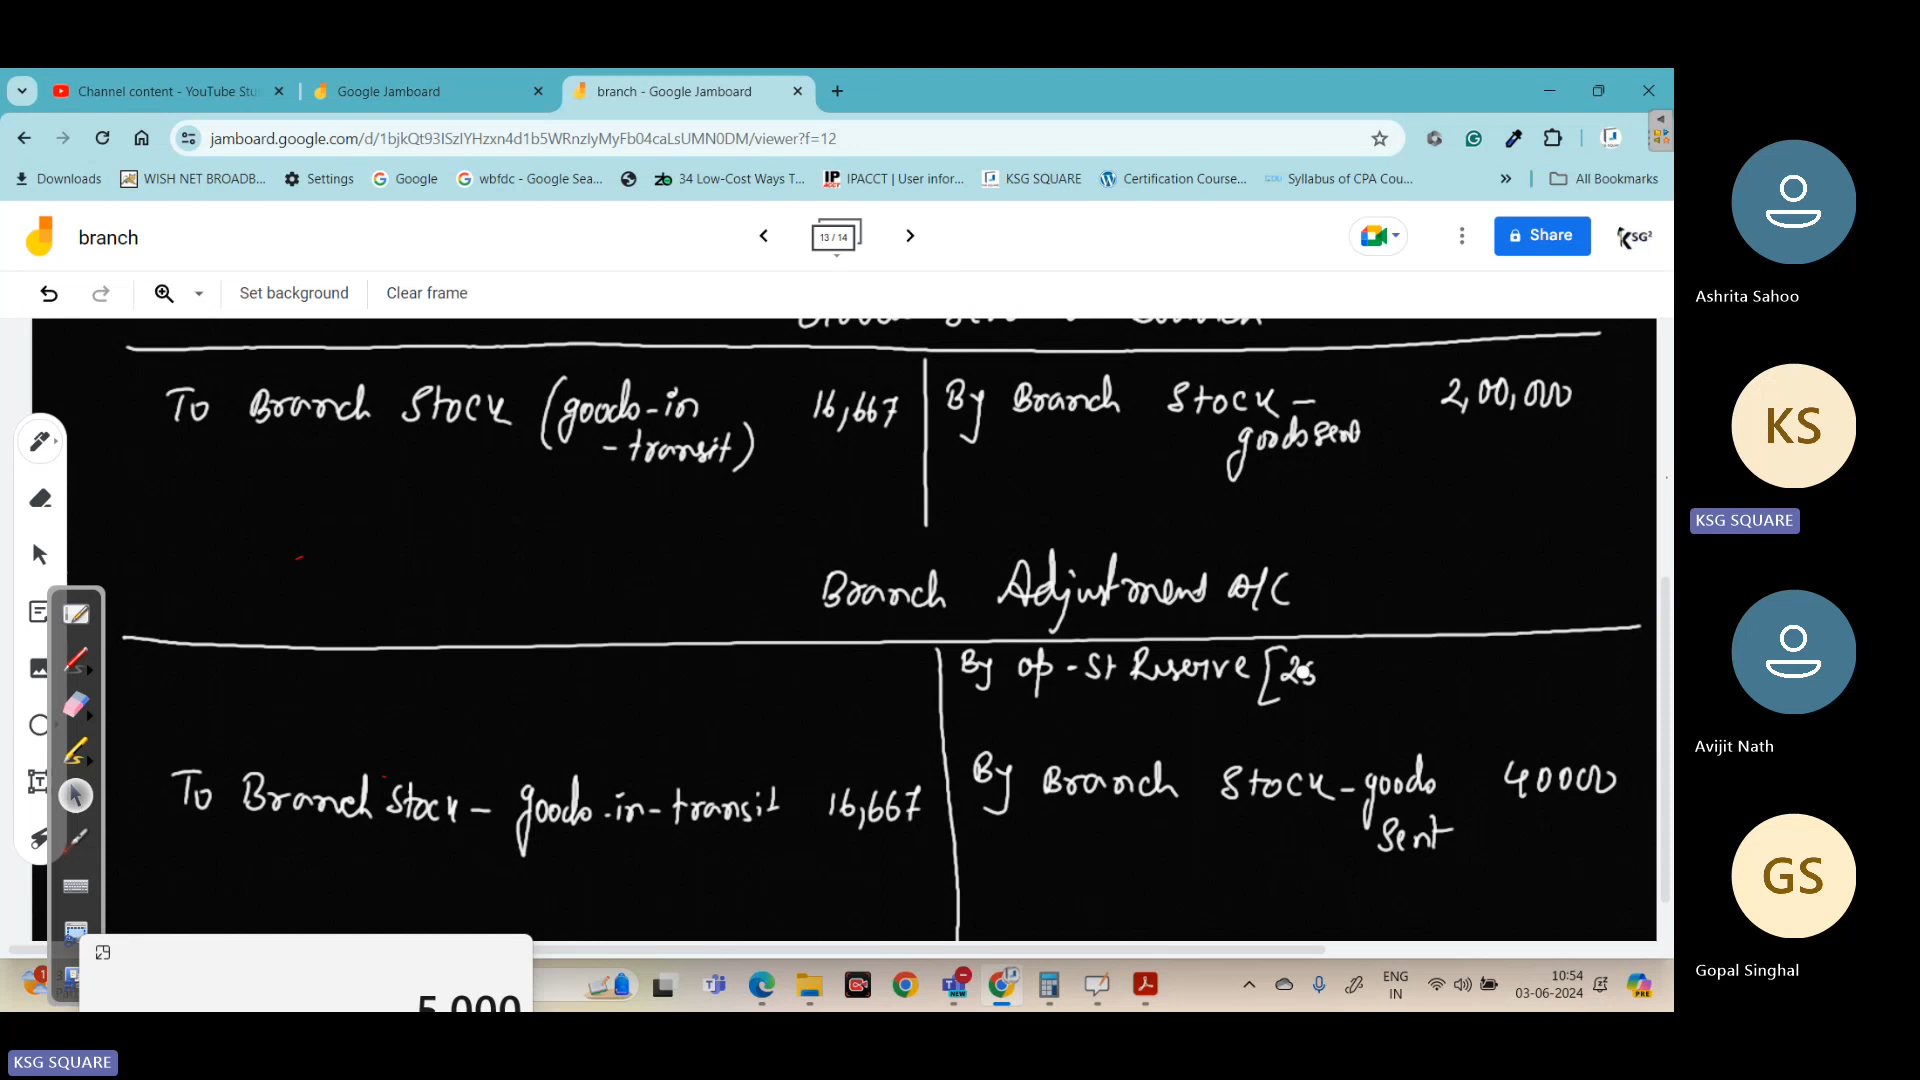 Channel content - YouTube Stu
Google Jamboard
branch - Google Jamboard
jamboard.google.com/d/1bjkQt93ISzIYHzxn4d1b5WRnzIyMyFb04caLsUMN0DM/viewer?f=12
Downloads
WISH NET BROADB...
Settings
Google
wbfdc - Google Sea...
34 Low-Cost Ways T...
IPACCT | User infor...
KSG SQUARE
Certification Course...
Syllabus of CPA Cou...
All Bookmarks
branch
13 / 14
Share
KSG²
Set background
Clear frame
To Branch Stock (goods-in 16,667
-transit)
By Branch Stock - 2,00,000
goods sent
Branch Adjustment A/C
By op-St Reserve [25
To Branch Stock - goods-in-transit 16,667
By Branch Stock-goods 40000
Sent
5,000
ENG
IN
10:54
03-06-2024
Ashrita Sahoo
KS
KSG SQUARE
Avijit Nath
GS
Gopal Singhal
KSG SQUARE